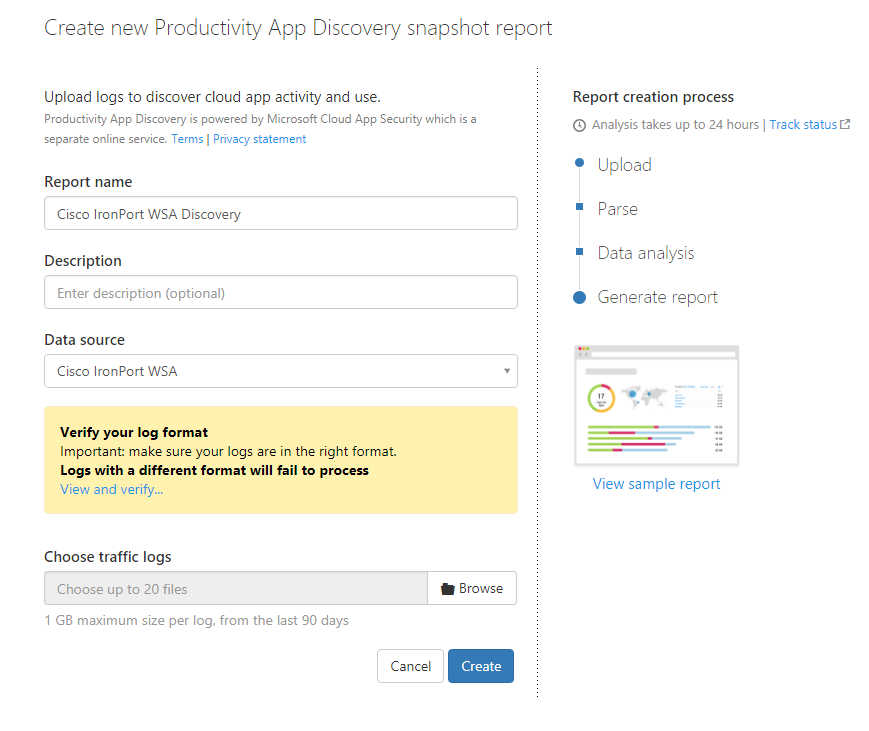 Create new Productivity App Discovery snapshot report
Upload logs to discover cloud app activity and use.
Productivity App Discovery is powered by Microsoft Cloud App Security which is a
separate online service. Terms | Privacy statement
Report name
Cisco IronPort WSA Discovery
Description
Enter description (optional)
Data source
Cisco IronPort WSA
Verify your log format
Important: make sure your logs are in the right format.
Logs with a different format will fail to process
View and verify...
Choose traffic logs
Choose up to 20 files
Browse
1 GB maximum size per log, from the last 90 days
Cancel
Create
Report creation process
Analysis takes up to 24 hours | Track status
Upload
Parse
Data analysis
Generate report
17
View sample report